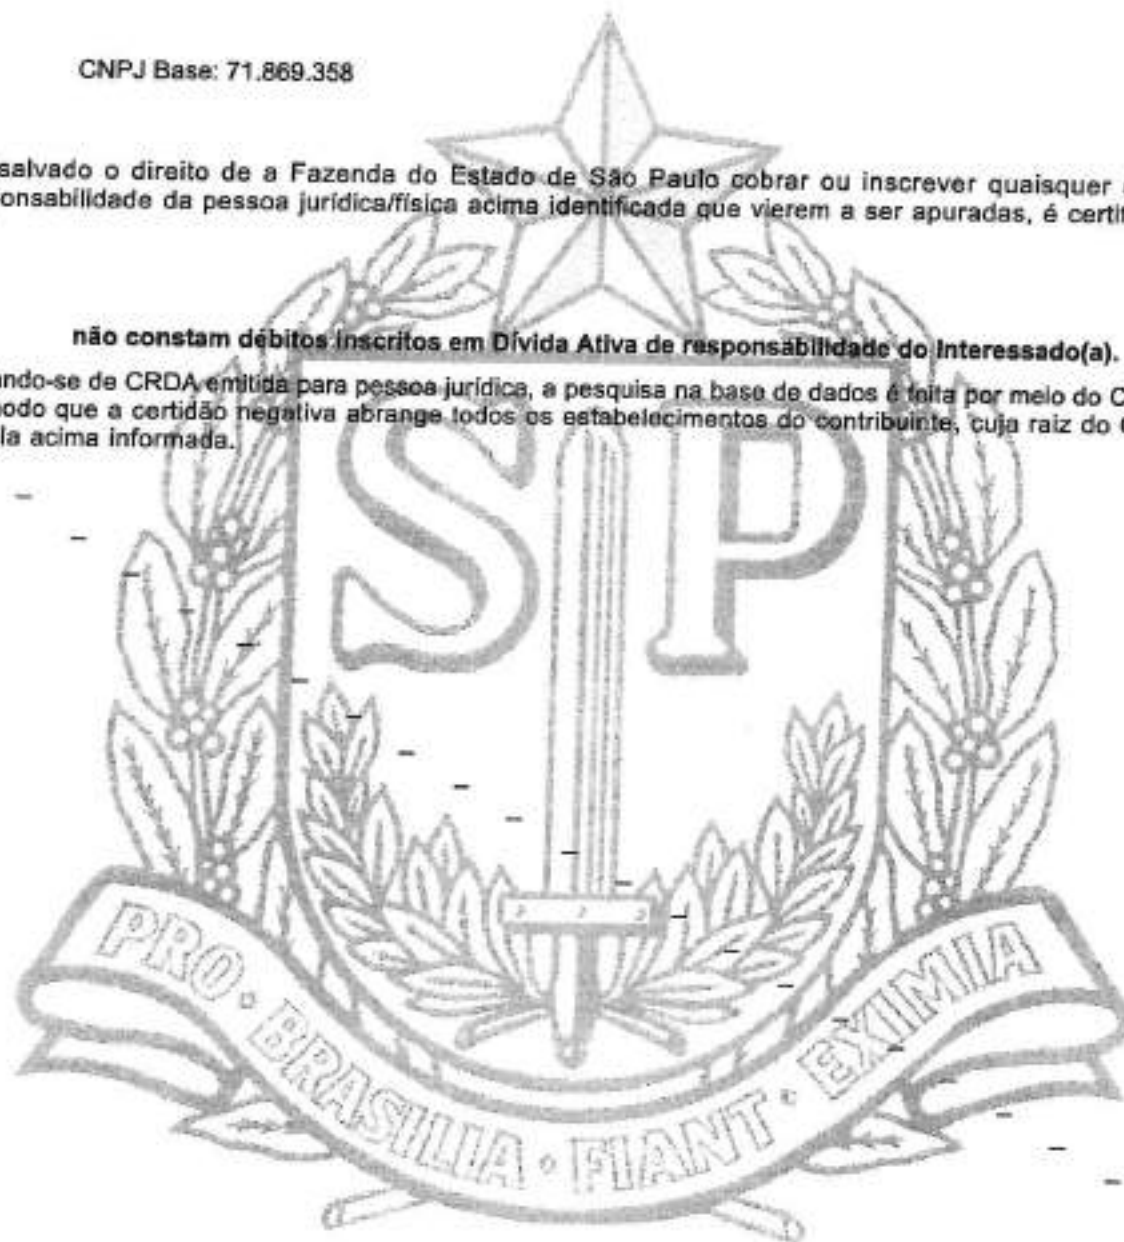 CNPJ Base: 71.869.358
salvado o direito de a Fazenda do Estado de São Paulo cobrar ou inscrever quaisquer
onsabilidade da pessoa jurídica/física acima identificada que vierem a ser apuradas, é certi
não constam débitos inscritos em Dívida Ativa de responsabilidade do Interessado(a).
ando-se de CRDA emitida para pessoa jurídica, a pesquisa na base de dados é feita por meio do C
nodo que a certidão negativa abrange todos os estabelecimentos do contribuinte, cuja raiz do
la acima informada.
SP
PRO • BRASILIA • FIANT • EXIMIA